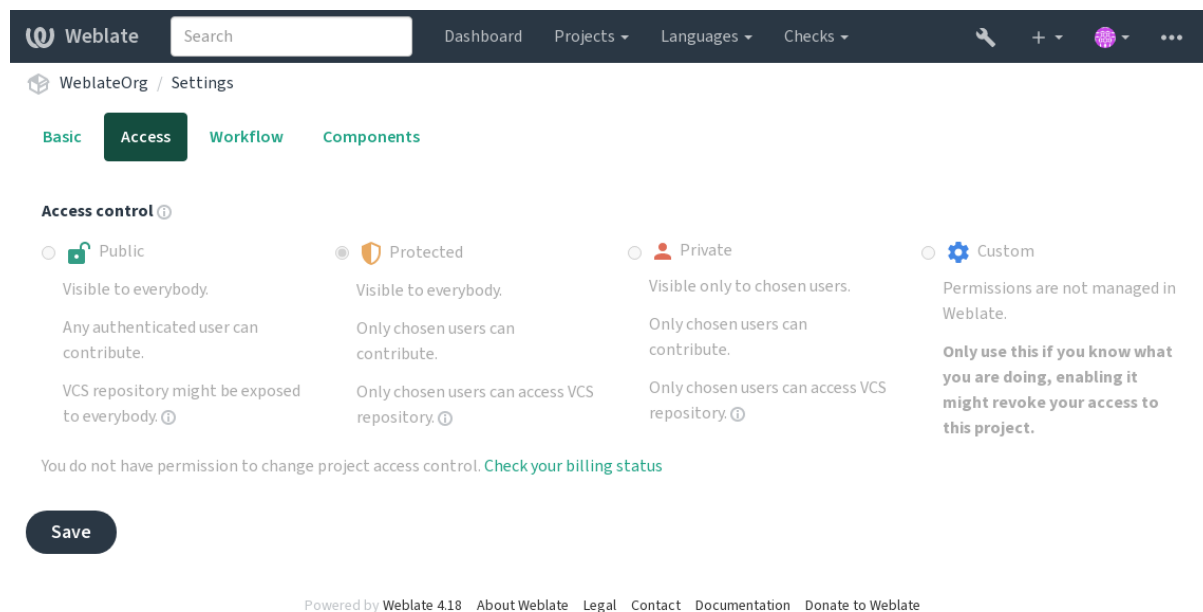 Weblate
Search
Dashboard
Projects
Languages
Checks
WeblateOrg / Settings
Basic
Access
Workflow
Components
Access control
Public
Visible to everybody.
Any authenticated user can
contribute.
VCS repository might be exposed
to everybody.
Protected
Visible to everybody.
Only chosen users can
contribute.
Only chosen users can access VCS
repository.
Private
Visible only to chosen users.
Only chosen users can
contribute.
Only chosen users can access VCS
repository.
Custom
Permissions are not managed in
Weblate.
Only use this if you know what
you are doing, enabling it
might revoke your access to
this project.
You do not have permission to change project access control. Check your billing status
Save
Powered by Weblate 4.18 About Weblate Legal Contact Documentation Donate to Weblate